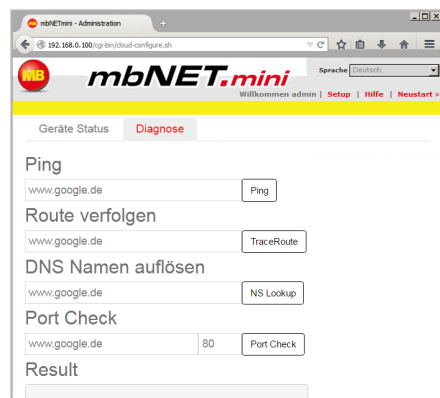 mbNETmini - Administration
192.168.0.100/cgi-bin/cloud-configure.sh
MB
mbNET.mini
Sprache Deutsch
Willkommen admin | Setup | Hilfe | Neustart »
Geräte Status Diagnose
Ping
www.google.de Ping
Route verfolgen
www.google.de TraceRoute
DNS Namen auflösen
www.google.de NS Lookup
Port Check
www.google.de 80 Port Check
Result